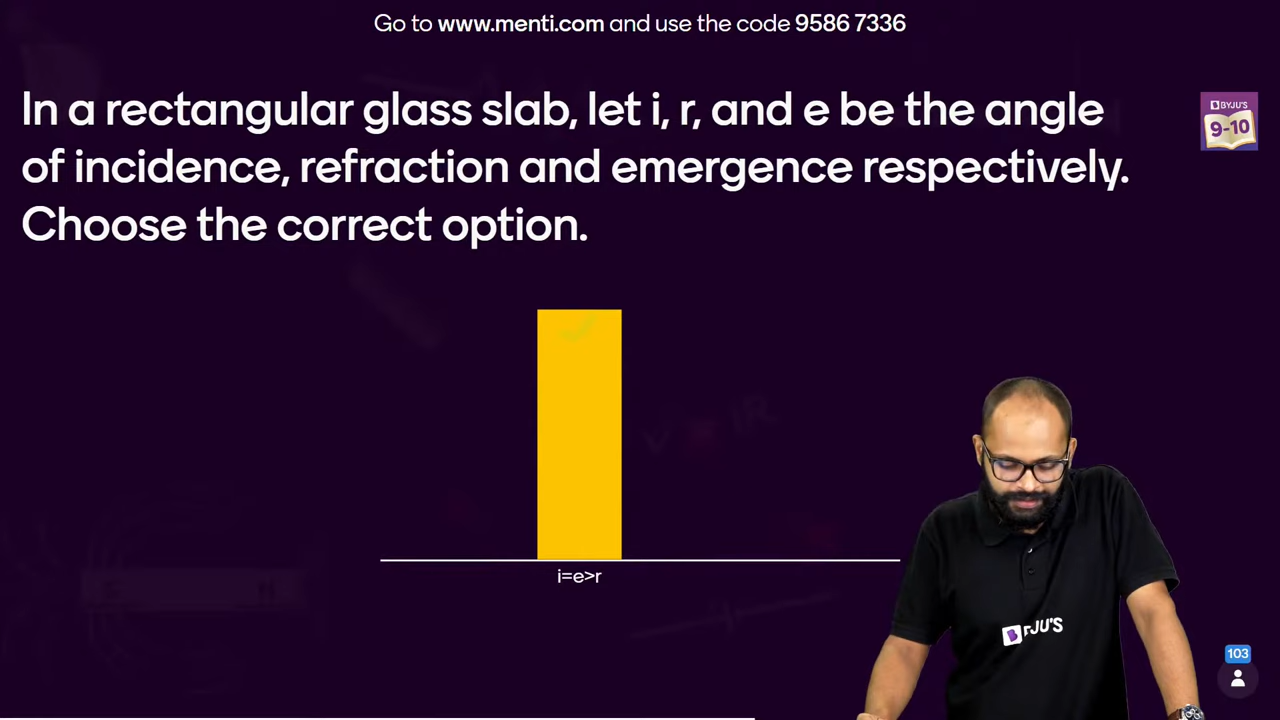 Go to www.menti.com and use the code 9586 7336
In a rectangular glass slab, let i, r, and e be the angle
of incidence, refraction and emergence respectively.
Choose the correct option.
BYJU'S
9-10
i=e>r
BYJU'S
103